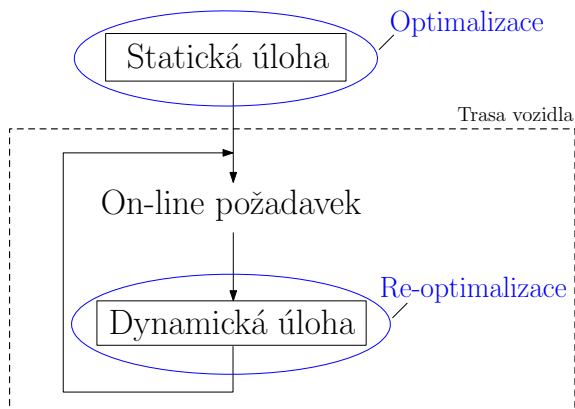 Optimalizace
Statická úloha
Trasa vozidla
On-line požadavek
Re-optimalizace
Dynamická úloha